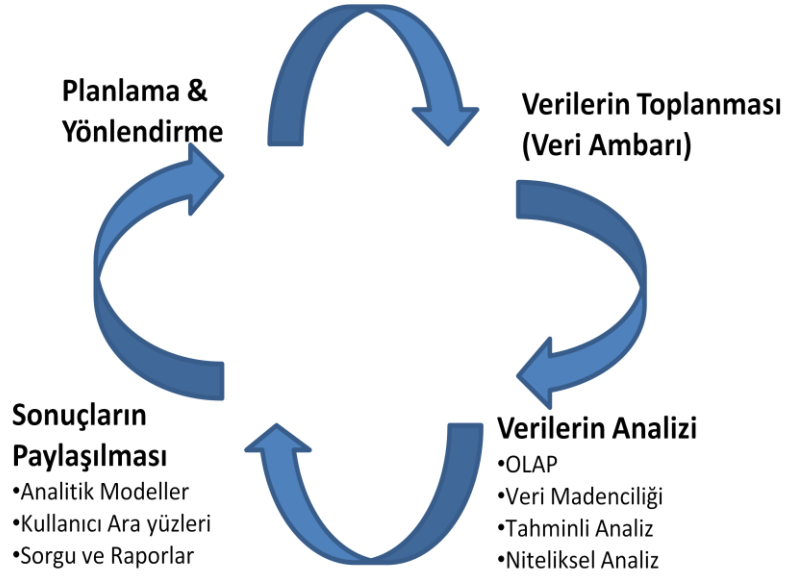 Planlama &
Yönlendirme
Verilerin Toplanması
(Veri Ambarı)
Verilerin Analizi
•OLAP
•Veri Madenciliği
•Tahminli Analiz
•Niteliksel Analiz
Sonuçların
Paylaşılması
•Analitik Modeller
•Kullanıcı Ara yüzleri
•Sorgu ve Raporlar